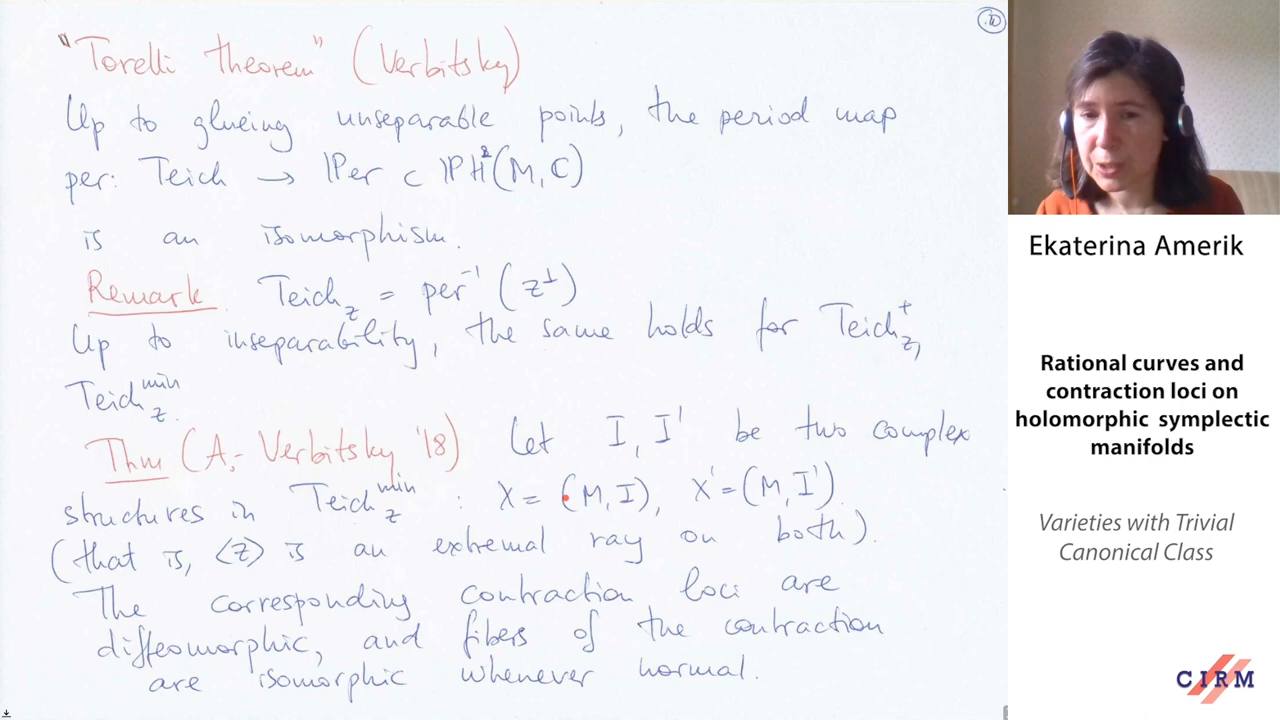 "Torelli theorem" (Verbitsky)
Up to glueing unseparable points, the period map
per: Teich → ℙer ⊂ ℙH²(M, C)
is an isomorphism.
Remark. Teich_z = per⁻¹(z^⊥)
Up to inseparability, the same holds for Teich_z^+,
Teich_z^min.
Thm (A.-Verbitsky '18) Let I, I' be two complex
structures in Teich_z^min : X = (M, I), X' = (M, I').
(that is, <z> is an extremal ray on both).
The corresponding contraction loci are
diffeomorphic, and fibers of the contraction
are isomorphic whenever normal.
Ekaterina Amerik
Rational curves and
contraction loci on
holomorphic symplectic
manifolds
Varieties with Trivial
Canonical Class
CIRM